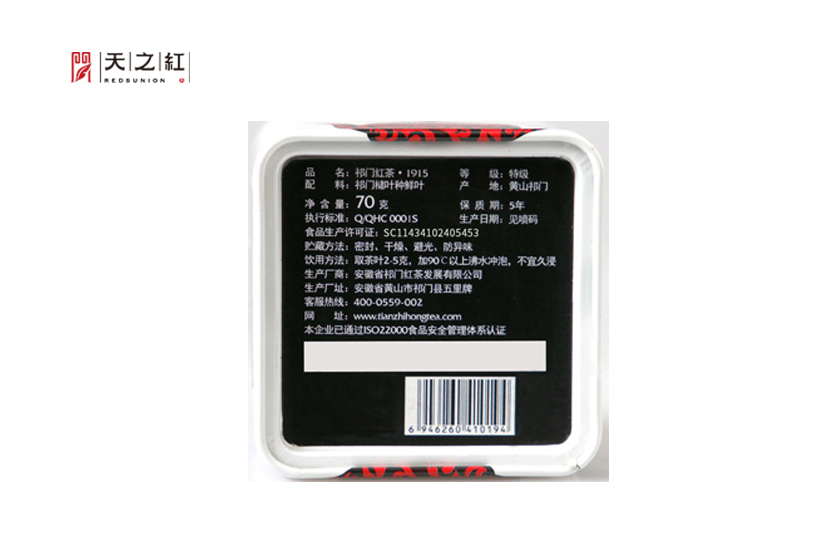 天之紅
REDSUNION
品 名：祁门红茶·1915 等 级：特级
配 料：祁门槠叶种鲜叶 产 地：黄山祁门
净含量：70克 保质期：5年
执行标准：Q/QHC 0001S 生产日期：见喷码
食品生产许可证：SC11434102405453
贮藏方法：密封、干燥、避光、防异味
饮用方法：取茶叶2-5克，加90℃以上沸水冲泡，不宜久浸
生产厂商：安徽省祁门红茶发展有限公司
生产厂址：安徽省黄山市祁门县五里牌
客服热线：400-0559-002
网 址：www.tianzhihongtea.com
本企业已通过ISO22000食品安全管理体系认证
6 946260 410194